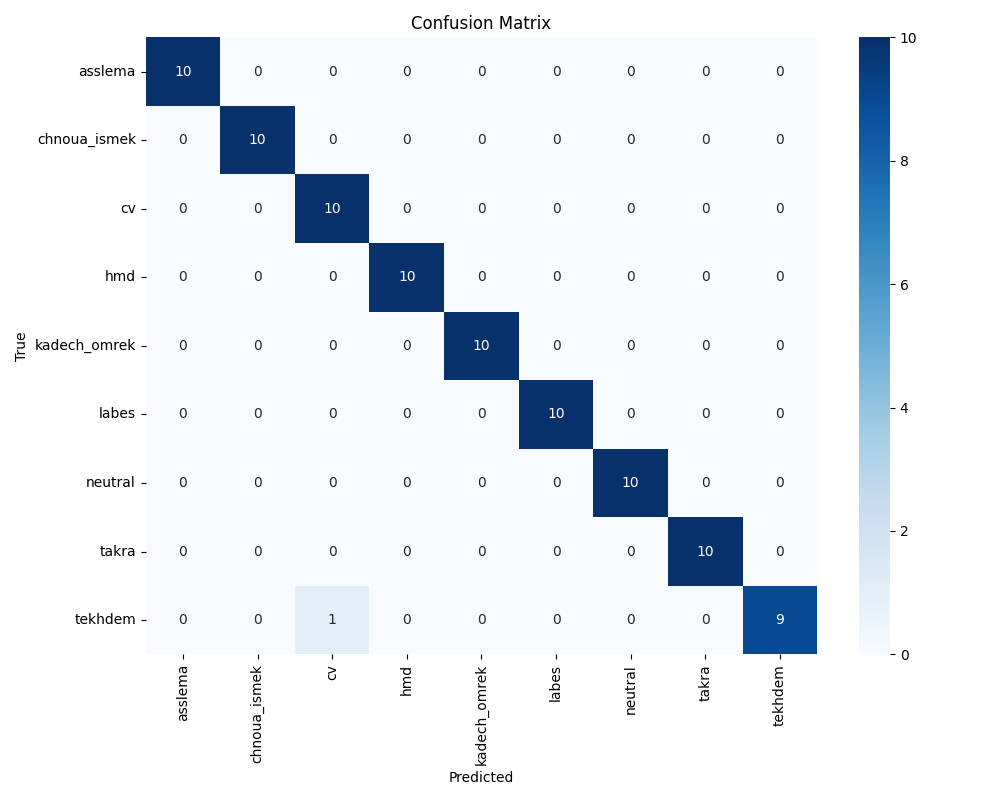 Confusion Matrix
asslema 10 0 0 0 0 0 0 0 0
chnoua_ismek 0 10 0 0 0 0 0 0 0
cv 0 0 10 0 0 0 0 0 0
hmd 0 0 0 10 0 0 0 0 0
kadech_omrek 0 0 0 0 10 0 0 0 0
labes 0 0 0 0 0 10 0 0 0
neutral 0 0 0 0 0 0 10 0 0
takra 0 0 0 0 0 0 0 10 0
tekhdem 0 0 1 0 0 0 0 0 9
True
asslema chnoua_ismek cv hmd kadech_omrek labes neutral takra tekhdem
Predicted
10
8
6
4
2
0